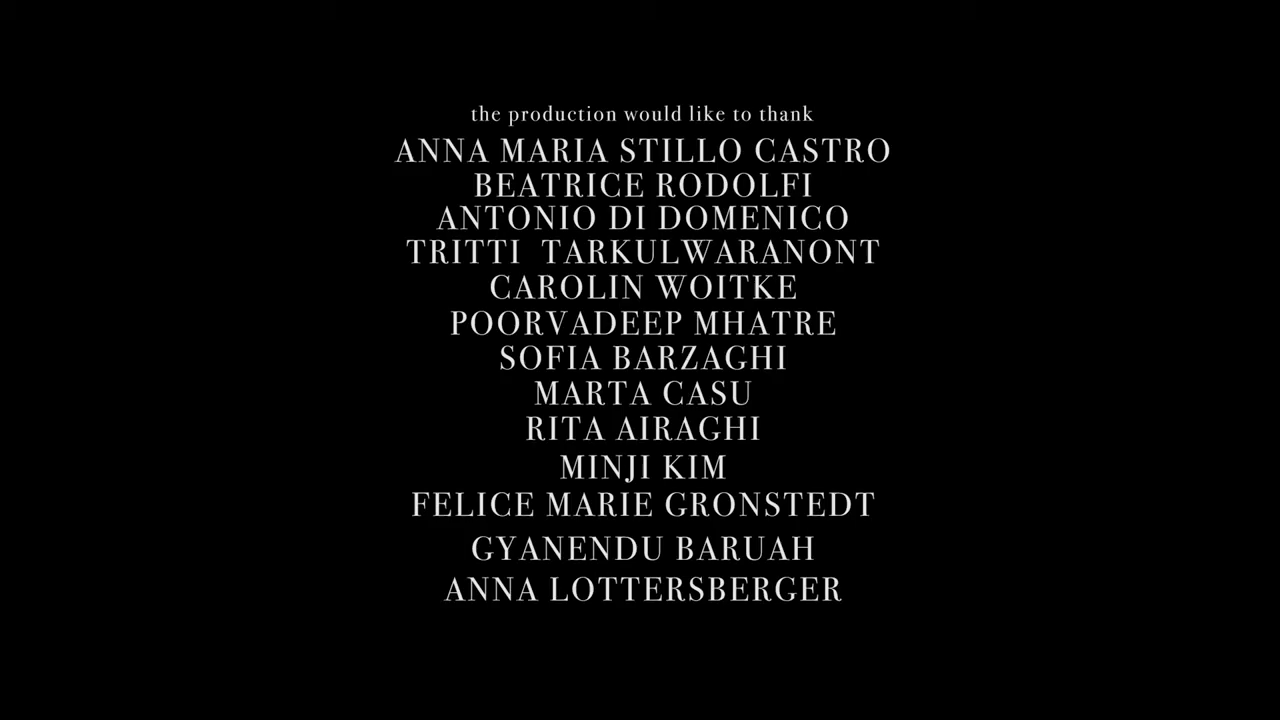 the production would like to thank
ANNA MARIA STILLO CASTRO
BEATRICE RODOLFI
ANTONIO DI DOMENICO
TRITTI TARKULWARANONT
CAROLIN WOITKE
POORVADEEP MHATRE
SOFIA BARZAGHI
MARTA CASU
RITA AIRAGHI
MINJI KIM
FELICE MARIE GRONSTEDT
GYANENDU BARUAH
ANNA LOTTERSBERGER